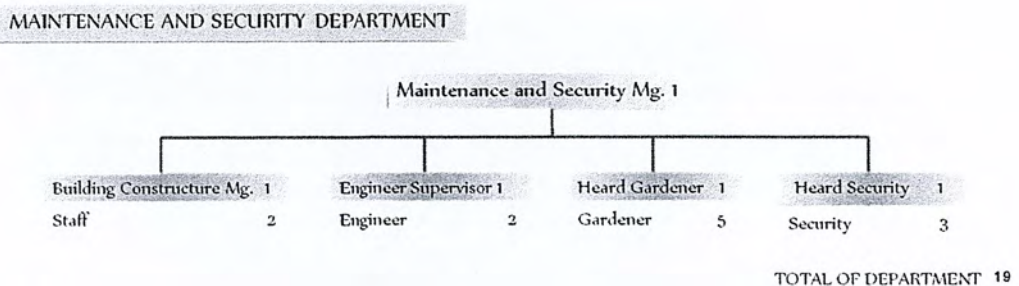 MAINTENANCE AND SECURITY DEPARTMENT
Maintenance and Security Mg. 1
Building Constructure Mg. 1 Engineer Supervisor 1 Heard Gardener 1 Heard Security 1
Staff 2 Engineer 2 Gardener 5 Security 3
TOTAL OF DEPARTMENT 19